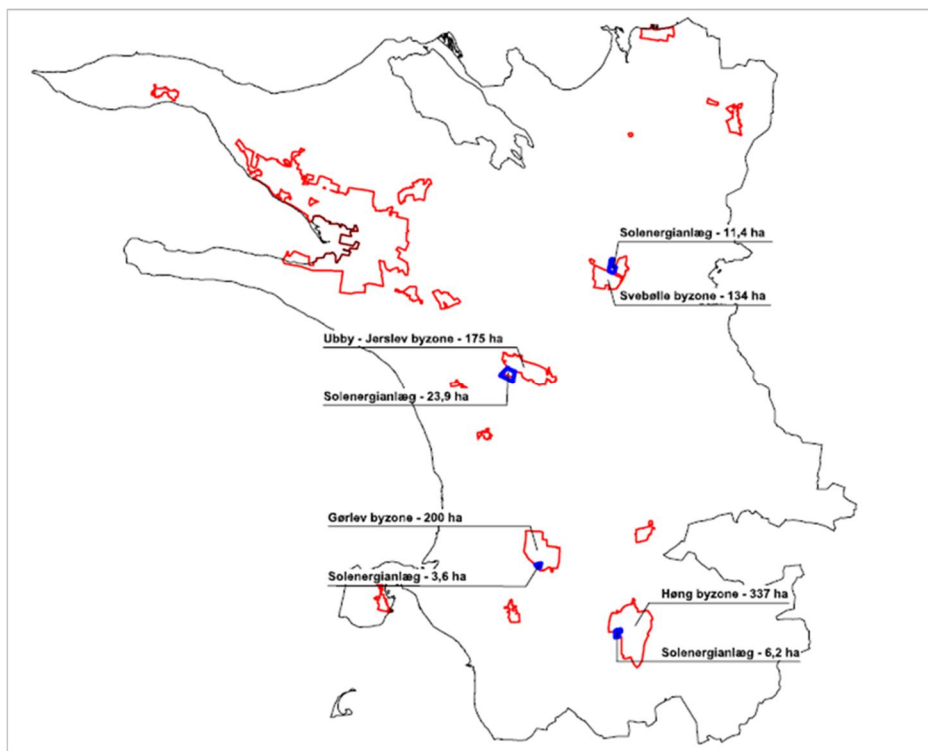 Solenergianlæg - 11,4 ha
Svebølle byzone - 134 ha
Ubby - Jerslev byzone - 175 ha
Solenergianlæg - 23,9 ha
Gørlev byzone - 200 ha
Solenergianlæg - 3,6 ha
Høng byzone - 337 ha
Solenergianlæg - 6,2 ha